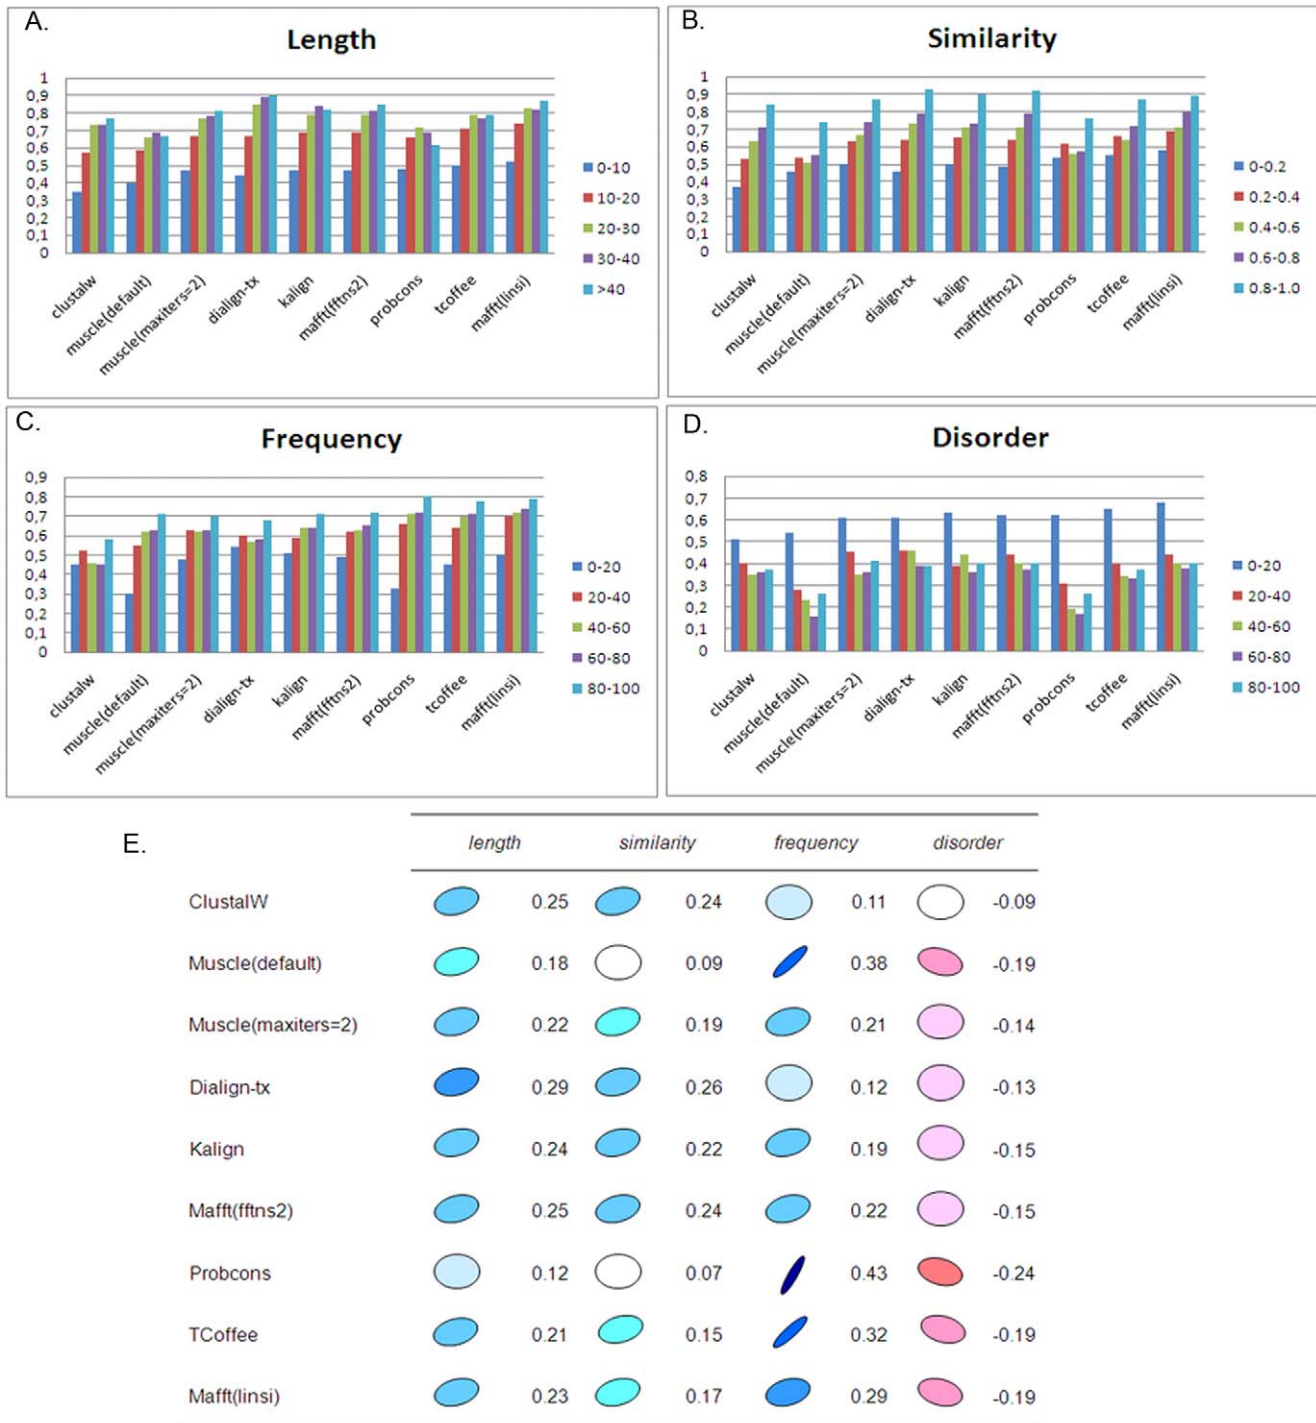 A.
Length
1
0,9
0,8
0,7
0,6
0,5
0,4
0,3
0,2
0,1
0
0-10
10-20
20-30
30-40
>40
clustalw
muscle(default)
muscle(maxiters=2)
dialign-tx
kalign
mafft(fftns2)
probcons
tcoffee
mafft(linsi)
B.
Similarity
1
0,9
0,8
0,7
0,6
0,5
0,4
0,3
0,2
0,1
0
0-0.2
0.2-0.4
0.4-0.6
0.6-0.8
0.8-1.0
clustalw
muscle(default)
muscle(maxiters=2)
dialign-tx
kalign
mafft(fftns2)
probcons
tcoffee
mafft(linsi)
C.
Frequency
0,9
0,8
0,7
0,6
0,5
0,4
0,3
0,2
0,1
0
0-20
20-40
40-60
60-80
80-100
clustalw
muscle(default)
muscle(maxiters=2)
dialign-tx
kalign
mafft(fftns2)
probcons
tcoffee
mafft(linsi)
D.
Disorder
0,8
0,7
0,6
0,5
0,4
0,3
0,2
0,1
0
0-20
20-40
40-60
60-80
80-100
clustalw
muscle(default)
muscle(maxiters=2)
dialign-tx
kalign
mafft(fftns2)
probcons
tcoffee
mafft(linsi)
E.
length similarity frequency disorder
ClustalW 0.25 0.24 0.11 -0.09
Muscle(default) 0.18 0.09 0.38 -0.19
Muscle(maxiters=2) 0.22 0.19 0.21 -0.14
Dialign-tx 0.29 0.26 0.12 -0.13
Kalign 0.24 0.22 0.19 -0.15
Mafft(fftns2) 0.25 0.24 0.22 -0.15
Probcons 0.12 0.07 0.43 -0.24
TCoffee 0.21 0.15 0.32 -0.19
Mafft(linsi) 0.23 0.17 0.29 -0.19